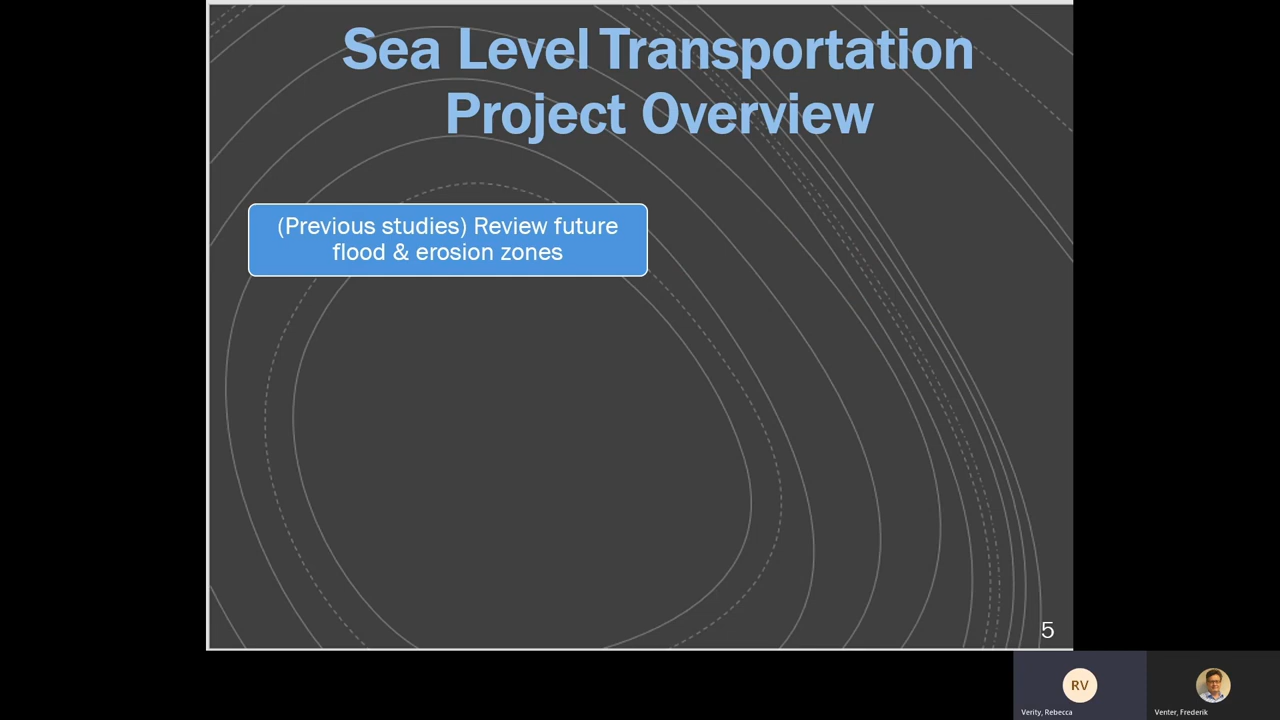 Sea Level Transportation
Project Overview
(Previous studies) Review future
flood & erosion zones
5
RV
Verity, Rebecca
Venter, Frederik